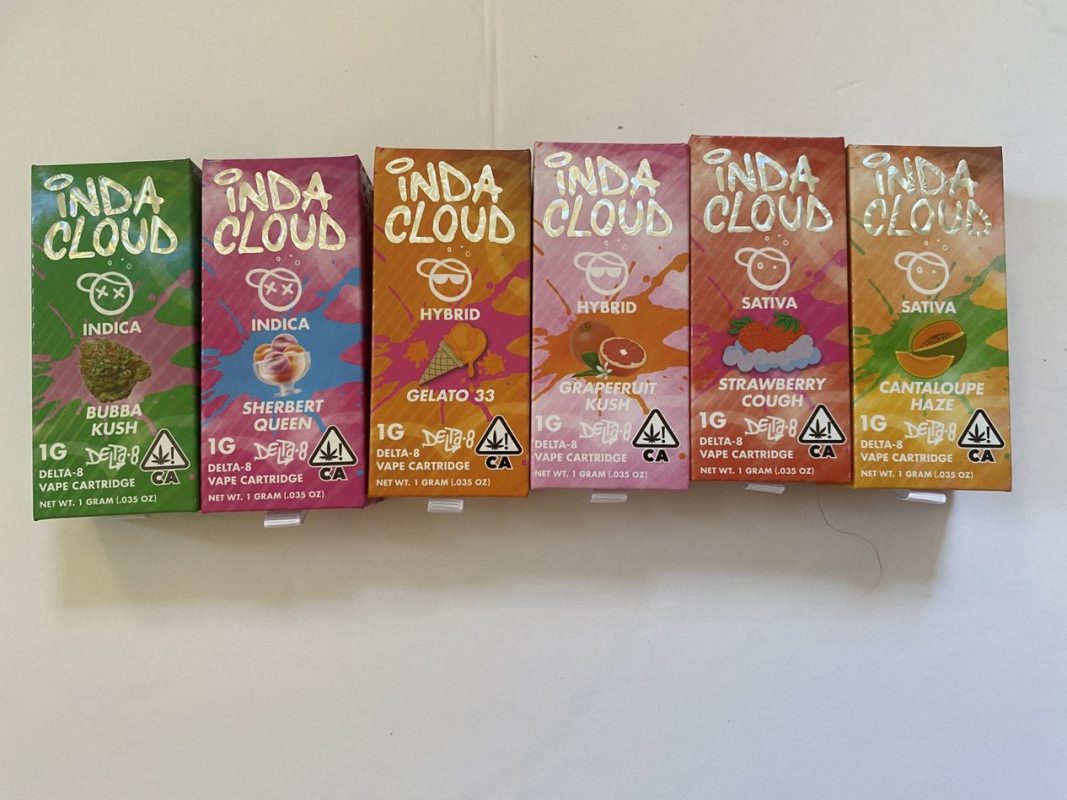 iNDA
CLOUD
INDICA
BUBBA
KUSH
1G
DELTA-8
DELTA-8
VAPE CARTRIDGE
CA
NET WT. 1 GRAM (.035 OZ)
iNDA
CLOUD
INDICA
SHERBERT
QUEEN
1G
DELTA-8
DELTA-8
VAPE CARTRIDGE
CA
NET WT. 1 GRAM (.035 OZ)
iNDA
CLOUD
HYBRID
GELATO 33
1G
DELTA-8
DELTA-8
VAPE CARTRIDGE
CA
NET WT. 1 GRAM (.035 OZ)
iNDA
CLOUD
HYBRID
GRAPEFRUIT
KUSH
1G
DELTA-8
DELTA-8
VAPE CARTRIDGE
CA
NET WT. 1 GRAM (.035 OZ)
iNDA
CLOUD
SATIVA
STRAWBERRY
COUGH
1G
DELTA-8
DELTA-8
VAPE CARTRIDGE
CA
NET WT. 1 GRAM (.035 OZ)
iNDA
CLOUD
SATIVA
CANTALOUPE
HAZE
1G
DELTA-8
DELTA-8
VAPE CARTRIDGE
CA
NET WT. 1 GRAM (.035 OZ)